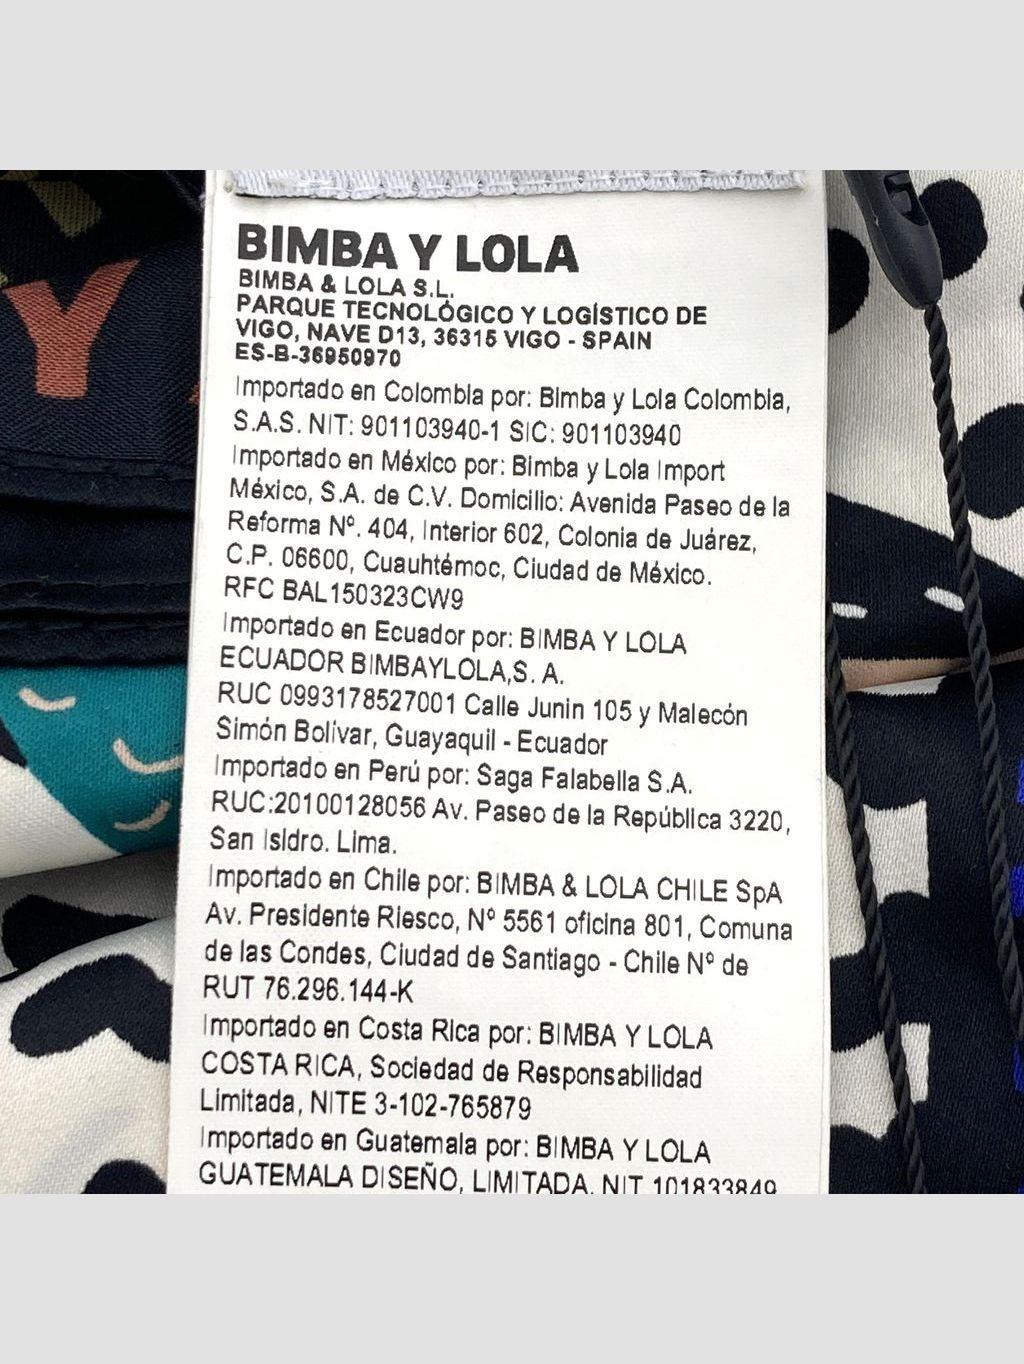 BIMBA Y LOLA
BIMBA & LOLA S.L.
PARQUE TECNOLÓGICO Y LOGÍSTICO DE
VIGO, NAVE D13, 36315 VIGO - SPAIN
ES-B-36950970
Importado en Colombia por: Bimba y Lola Colombia,
S.A.S. NIT: 901103940-1 SIC: 901103940
Importado en México por: Bimba y Lola Import
México, S.A. de C.V. Domicilio: Avenida Paseo de la
Reforma Nº. 404, Interior 602, Colonia de Juárez,
C.P. 06600, Cuauhtémoc, Ciudad de México.
RFC BAL150323CW9
Importado en Ecuador por: BIMBA Y LOLA
ECUADOR BIMBAYLOLA,S. A.
RUC 0993178527001 Calle Junin 105 y Malecón
Simón Bolívar, Guayaquil - Ecuador
Importado en Perú por: Saga Falabella S.A.
RUC:20100128056 Av. Paseo de la República 3220,
San Isidro. Lima.
Importado en Chile por: BIMBA & LOLA CHILE SpA
Av. Presidente Riesco, Nº 5561 oficina 801, Comuna
de las Condes, Ciudad de Santiago - Chile Nº de
RUT 76.296.144-K
Importado en Costa Rica por: BIMBA Y LOLA
COSTA RICA, Sociedad de Responsabilidad
Limitada, NITE 3-102-765879
Importado en Guatemala por: BIMBA Y LOLA
GUATEMALA DISEÑO, LIMITADA. NIT 101833849
Y